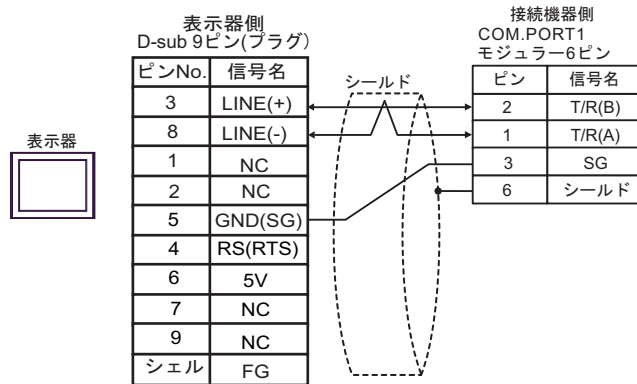 表示器
表示器側
D-sub 9ピン(プラグ)
ピンNo. 信号名
3 LINE(+)
8 LINE(-)
1 NC
2 NC
5 GND(SG)
4 RS(RTS)
6 5V
7 NC
9 NC
シェル FG
シールド
接続機器側
COM.PORT1
モジュラー6ピン
ピン 信号名
2 T/R(B)
1 T/R(A)
3 SG
6 シールド